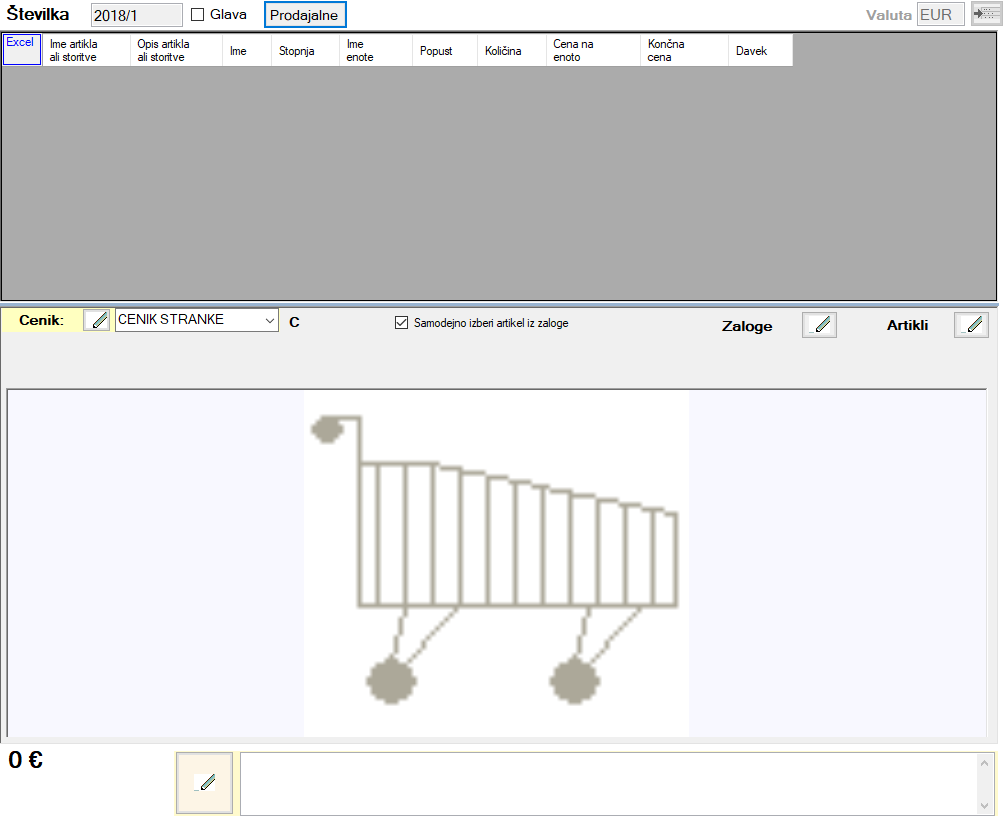 Številka 2018/1 Glava Prodajalne Valuta EUR
Excel Ime artikla ali storitve Opis artikla ali storitve Ime Stopnja Ime enote Popust Količina Cena na enoto Končna cena Davek
Cenik: CENIK STRANKE C Samodejno izberi artikel iz zaloge Zaloge Artikli
0 €